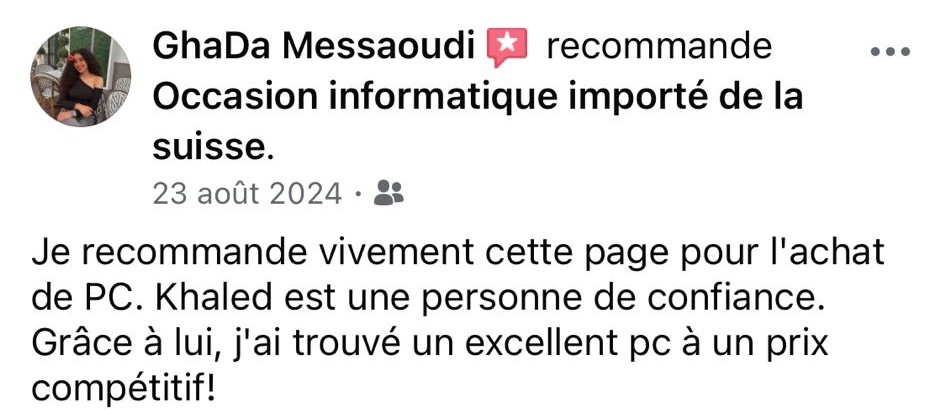 GhaDa Messaoudi recommande
Occasion informatique importé de la
suisse.
23 août 2024 ·
Je recommande vivement cette page pour l'achat
de PC. Khaled est une personne de confiance.
Grâce à lui, j'ai trouvé un excellent pc à un prix
compétitif!